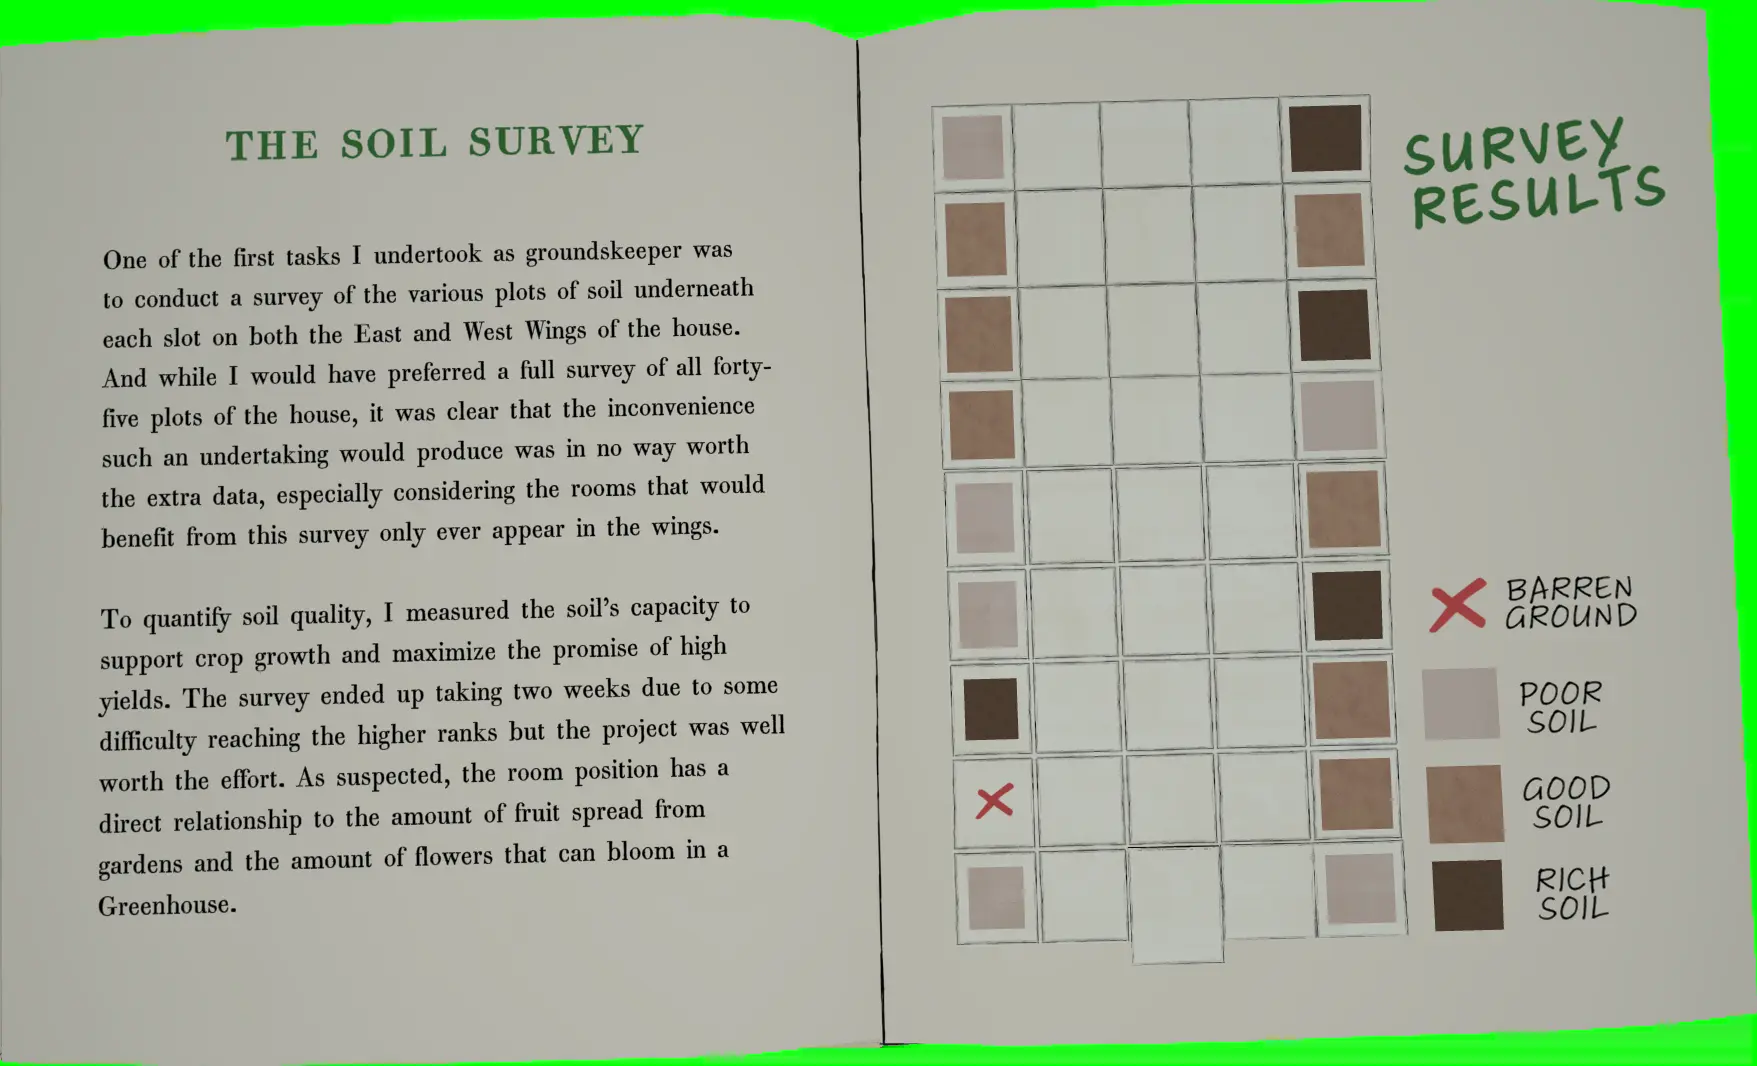 THE SOIL SURVEY
One of the first tasks I undertook as groundskeeper was
to conduct a survey of the various plots of soil underneath
each slot on both the East and West Wings of the house.
And while I would have preferred a full survey of all forty-
five plots of the house, it was clear that the inconvenience
such an undertaking would produce was in no way worth
the extra data, especially considering the rooms that would
benefit from this survey only ever appear in the wings.
To quantify soil quality, I measured the soil's capacity to
support crop growth and maximize the promise of high
yields. The survey ended up taking two weeks due to some
difficulty reaching the higher ranks but the project was well
worth the effort. As suspected, the room position has a
direct relationship to the amount of fruit spread from
gardens and the amount of flowers that can bloom in a
Greenhouse.
SURVEY
RESULTS
BARREN
GROUND
POOR
SOIL
GOOD
SOIL
RICH
SOIL